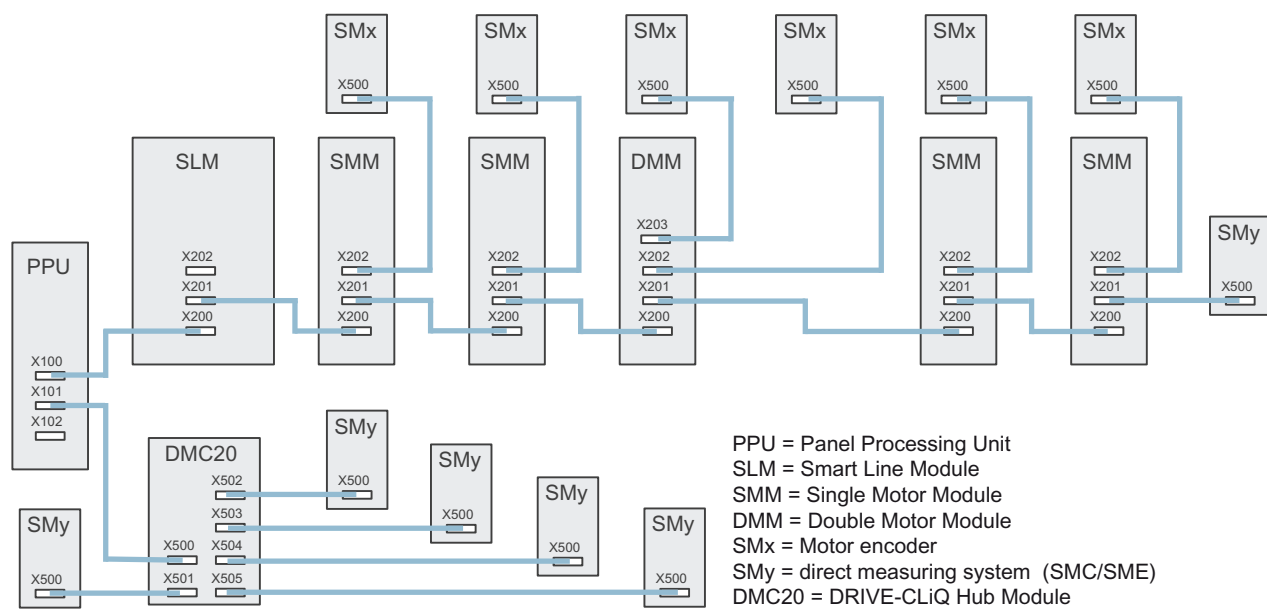 SMx
SMx
SMx
SMx
SMx
SMx
X500
X500
X500
X500
X500
X500
SLM
SMM
SMM
DMM
SMM
SMM
X203
SMy
PPU
X202
X202
X202
X202
X202
X202
X201
X201
X201
X201
X201
X201
X500
X200
X200
X200
X200
X200
X200
X100
X101
X102
SMy
DMC20
SMy
PPU = Panel Processing Unit
SLM = Smart Line Module
SMM = Single Motor Module
DMM = Double Motor Module
SMx = Motor encoder
SMy = direct measuring system (SMC/SME)
DMC20 = DRIVE-CLiQ Hub Module
X502
X500
SMy
X503
X500
SMy
SMy
X500
X504
X500
X500
X501
X505
X500